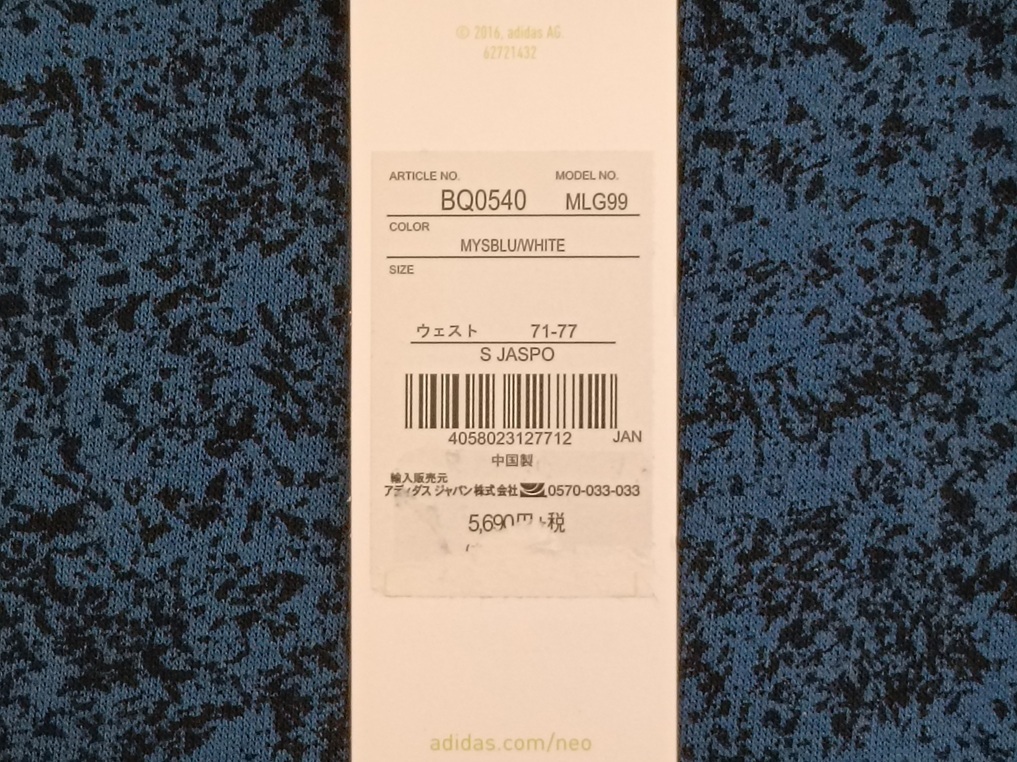 © 2016, adidas AG.
62721432
ARTICLE NO. MODEL NO.
BQ0540 MLG99
COLOR
MYSBLU/WHITE
SIZE
ウェスト 71-77
S JASPO
4058023127712 JAN
中国製
輸入販売元
アディダス ジャパン株式会社 0570-033-033
5,690円+税
adidas.com/neo